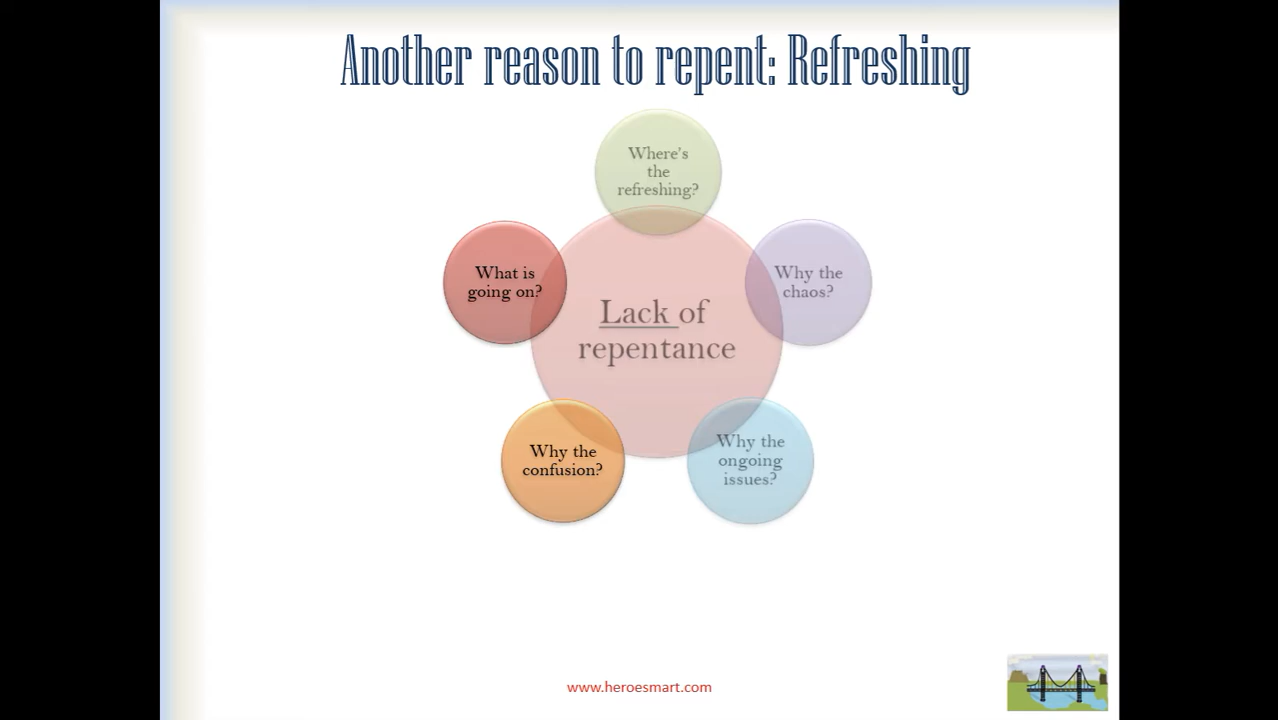 Another reason to repent: Refreshing
Where's
the
refreshing?
What is
going on?
Why the
chaos?
Lack of
repentance
Why the
confusion?
Why the
ongoing
issues?
www.heroesmart.com